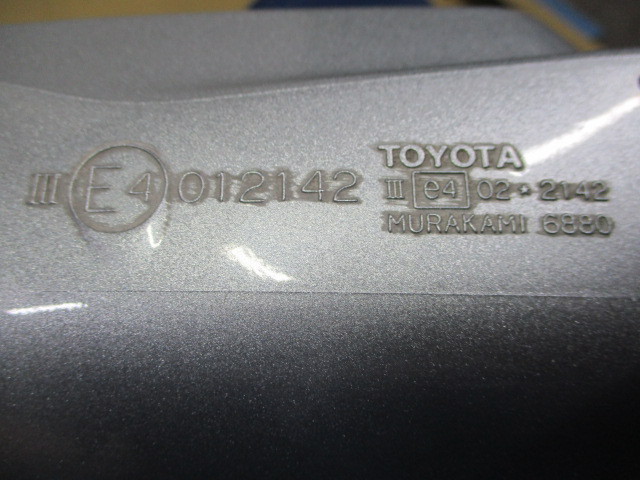 III E4 012142
TOYOTA
III e4 02*2142
MURAKAMI 6880